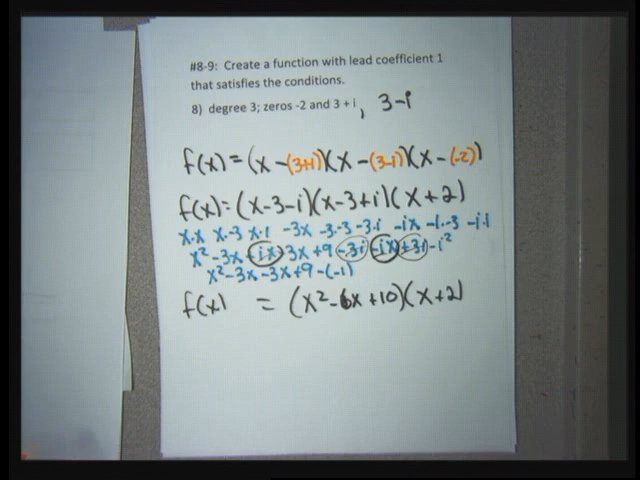 #8-9: Create a function with lead coefficient 1
that satisfies the conditions.
8) degree 3; zeros -2 and 3 + i, 3-i
f(x) = (x -(3+i))(x -(3-i))(x -(-2))
f(x) = (x-3-i)(x-3+i)(x+2)
x·x x·-3 x·i -3x -3·-3 -3·i -ix -i·-3 -i·i
x²-3x+ix-3x+9-3i-ix+3i-i²
x²-3x-3x+9-(-1)
f(x) = (x²-6x+10)(x+2)